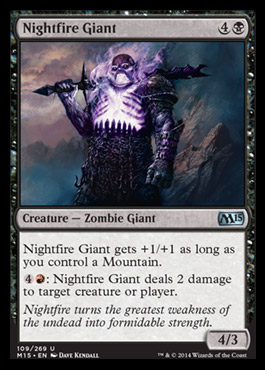 Nightfire Giant 4
Creature — Zombie Giant M15
Nightfire Giant gets +1/+1 as long as
you control a Mountain.
4: Nightfire Giant deals 2 damage
to target creature or player.
Nightfire turns the greatest weakness of
the undead into formidable strength.
4/3
109/269 U
M15 • EN DAVE KENDALL ™ & © 2014 Wizards of the Coast